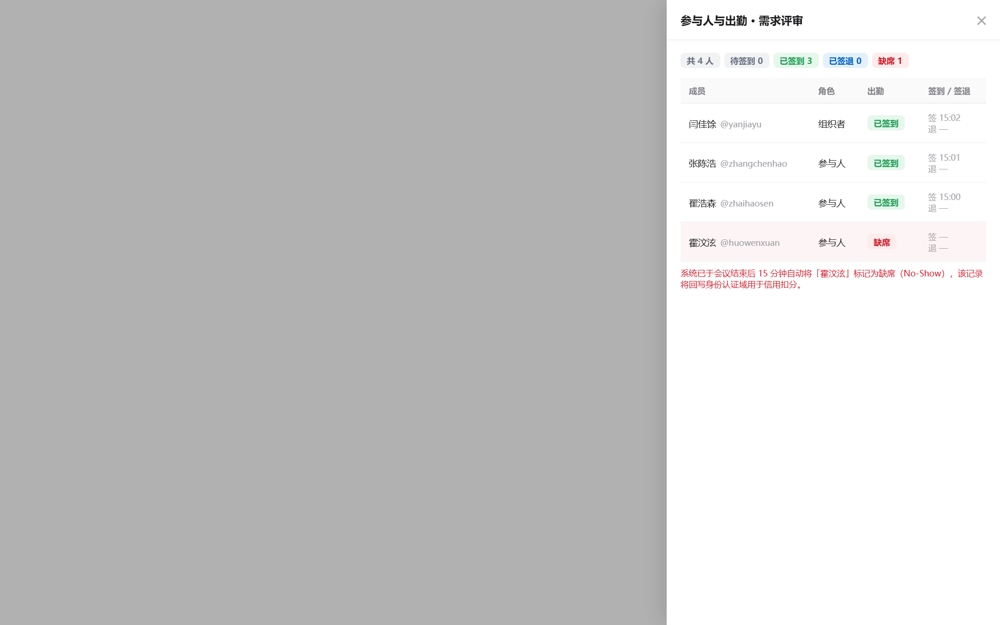 参与人与出勤・需求评审
共 4 人 待签到 0 已签到 3 已签退 0 缺席 1
成员 角色 出勤 签到 / 签退
闫佳馀 @yanjiayu 组织者 已签到 签 15:02
退 —
张陈浩 @zhangchenhao 参与人 已签到 签 15:01
退 —
翟浩森 @zhaihaosen 参与人 已签到 签 15:00
退 —
霍汶泫 @huowenxuan 参与人 缺席 签 —
退 —
系统已于会议结束后 15 分钟自动将「霍汶泫」标记为缺席（No-Show），该记录
将回写身份认证域用于信用扣分。